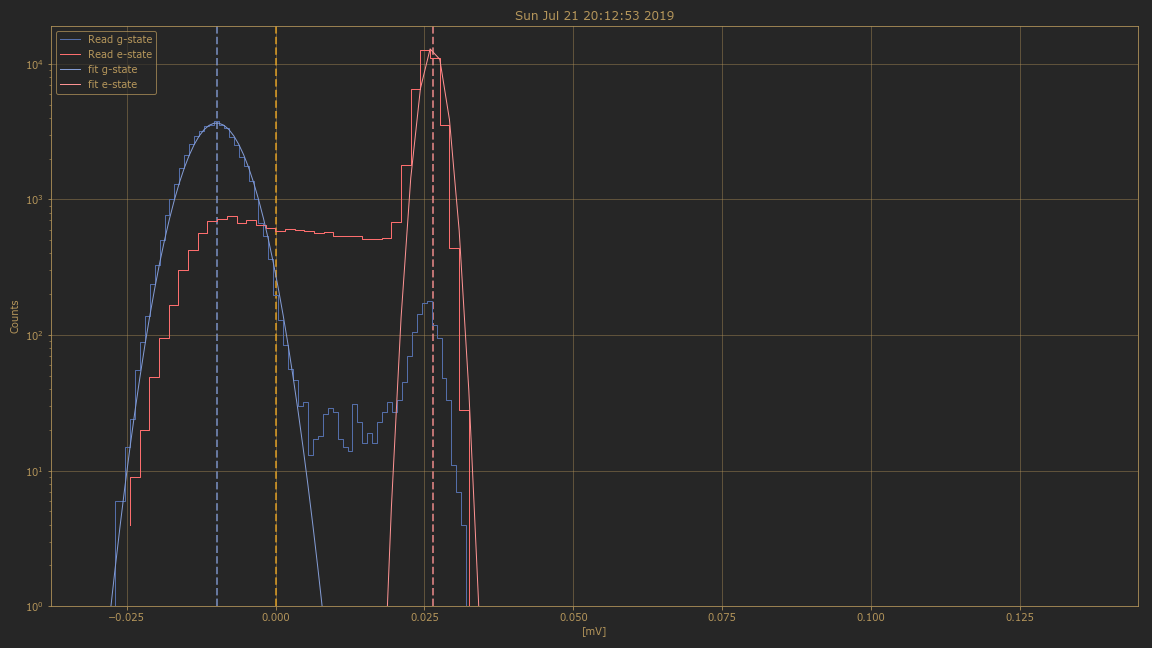 Sun Jul 21 20:12:53 2019
Read g-state
Read e-state
fit g-state
fit e-state
Counts
10⁴
10³
10²
10¹
10⁰
−0.025
0.000
0.025
0.050
0.075
0.100
0.125
[mV]